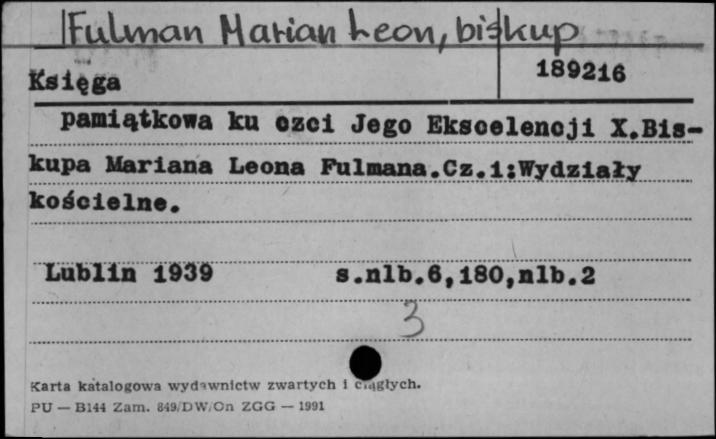 Fulman Marian Leon, biskup
Księga 189216
pamiątkowa ku czci Jego Ekscelencji X.Bis-
kupa Mariana Leona Fulmana.Cz.1:Wydziały
kościelne.
Lublin 1939 s.nlb.6,180,nlb.2
3
Karta katalogowa wydawnictw zwartych i ciągłych.
PU — B144 Zam. 849/DW/On ZGG — 1991